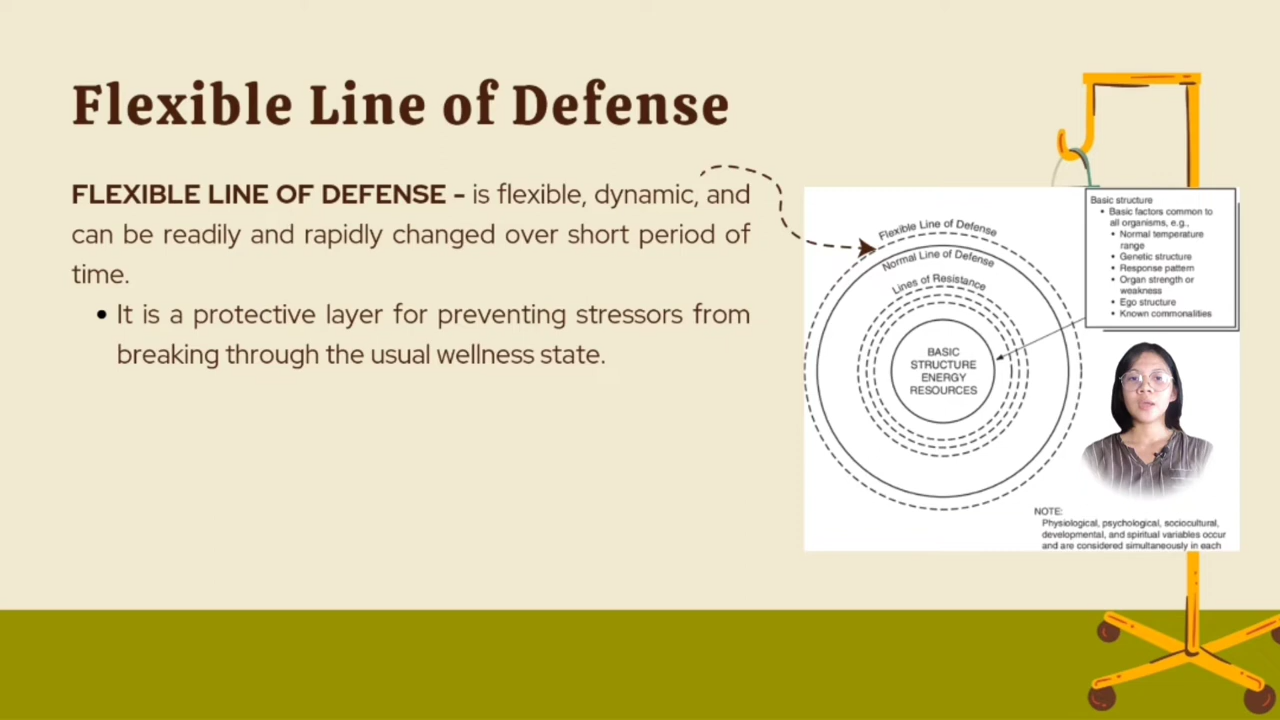 Flexible Line of Defense
FLEXIBLE LINE OF DEFENSE - is flexible, dynamic, and
can be readily and rapidly changed over short period of
time.
• It is a protective layer for preventing stressors from
breaking through the usual wellness state.
Flexible Line of Defense
Normal Line of Defense
Lines of Resistance
BASIC
STRUCTURE
ENERGY
RESOURCES
Basic structure
• Basic factors common to
all organisms, e.g.,
• Normal temperature
range
• Genetic structure
• Response pattern
• Organ strength or
weakness
• Ego structure
• Known commonalities
NOTE:
Physiological, psychological, sociocultural,
developmental, and spiritual variables occur
and are considered simultaneously in each